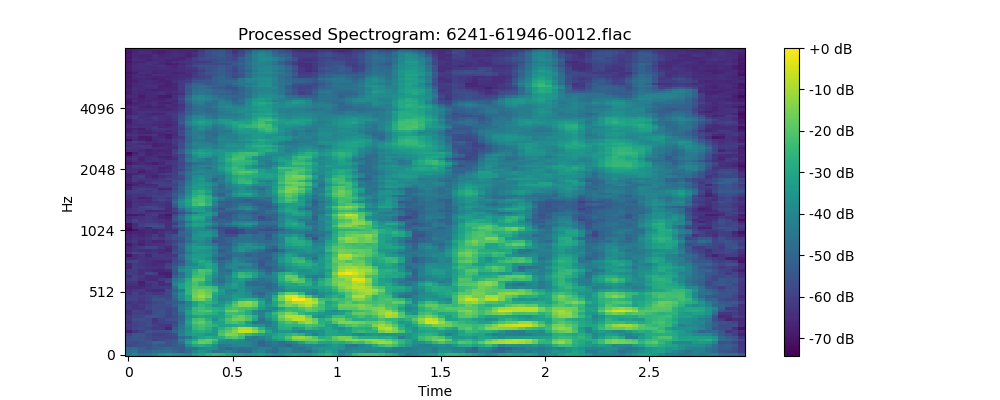 Processed Spectrogram: 6241-61946-0012.flac
Hz
4096
2048
1024
512
0
0 0.5 1 1.5 2 2.5
Time
+0 dB
-10 dB
-20 dB
-30 dB
-40 dB
-50 dB
-60 dB
-70 dB